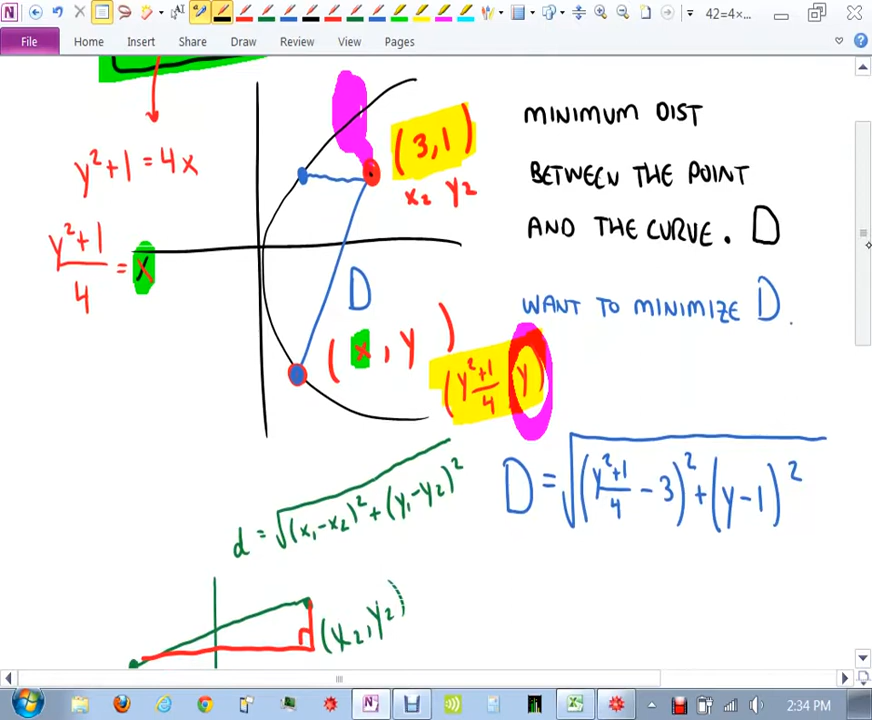 42=4×...
File Home Insert Share Draw Review View Pages
y²+1=4x
(y²+1)/4 = x
(3,1)
x₂ y₂
D
(x, y)
((y²+1)/4 y)
MINIMUM DIST
BETWEEN THE POINT
AND THE CURVE. D
WANT TO MINIMIZE D.
D=√(((y²+1)/4 -3)²+(y-1)²)
d=√((x₁-x₂)²+(y₁-y₂)²)
(x₂,y₂)
2:34 PM